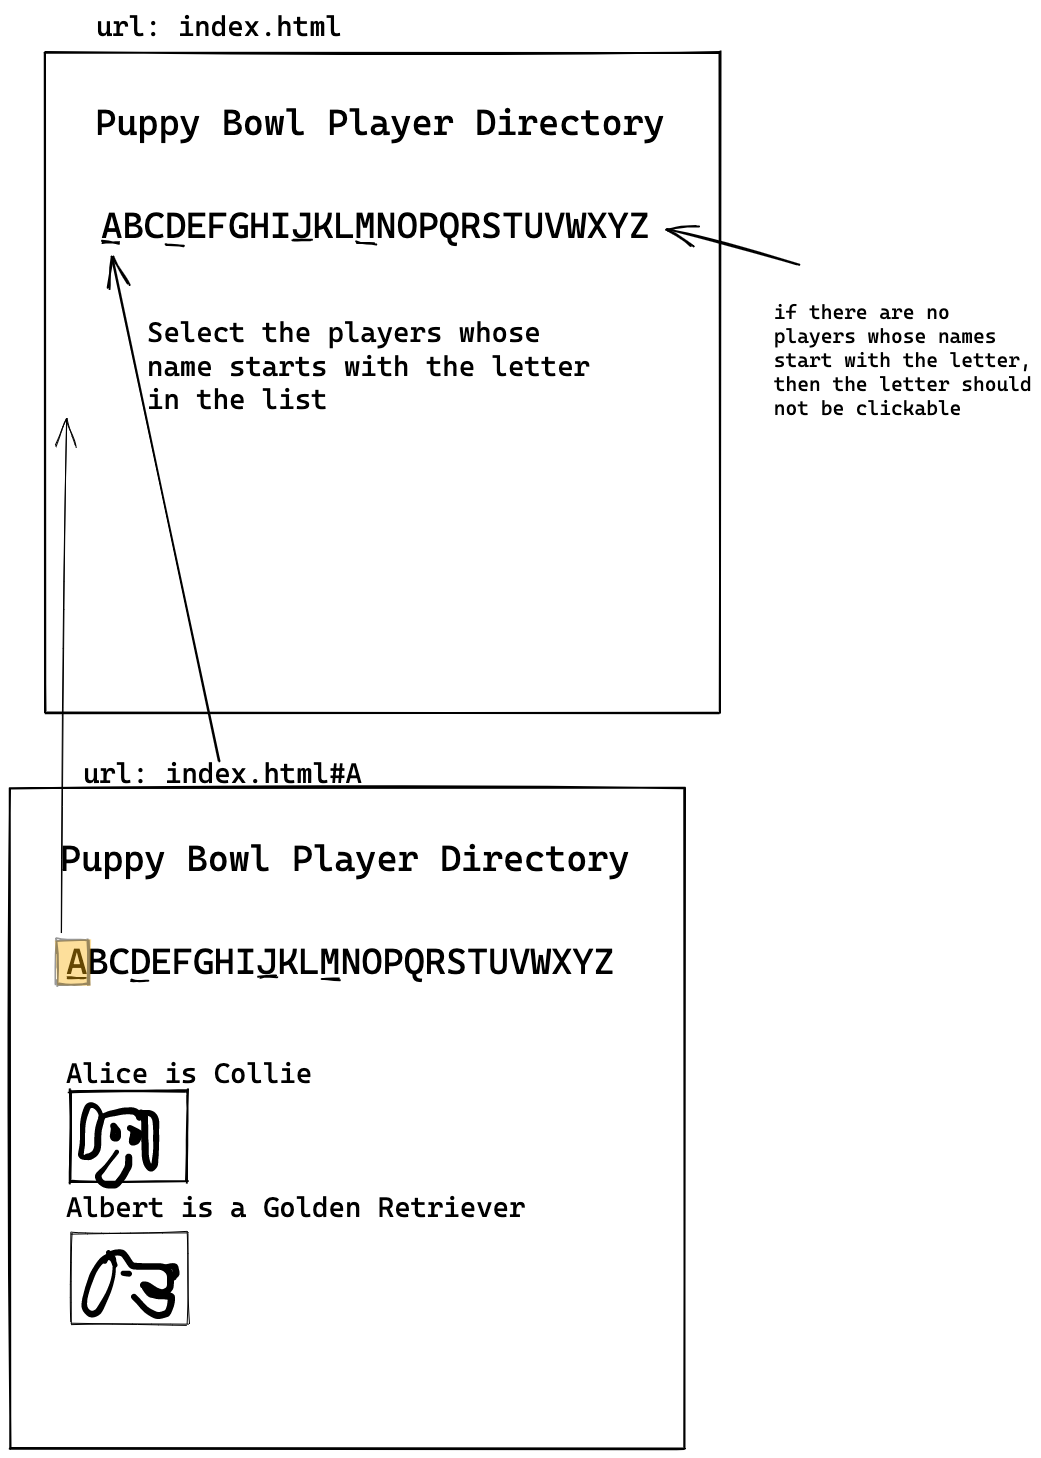 url: index.html
Puppy Bowl Player Directory
ABCDEFGHIJKLMNOPQRSTUVWXYZ
if there are no
players whose names
start with the letter,
then the letter should
not be clickable
Select the players whose
name starts with the letter
in the list
url: index.html#A
Puppy Bowl Player Directory
ABCDEFGHIJKLMNOPQRSTUVWXYZ
Alice is Collie
Albert is a Golden Retriever